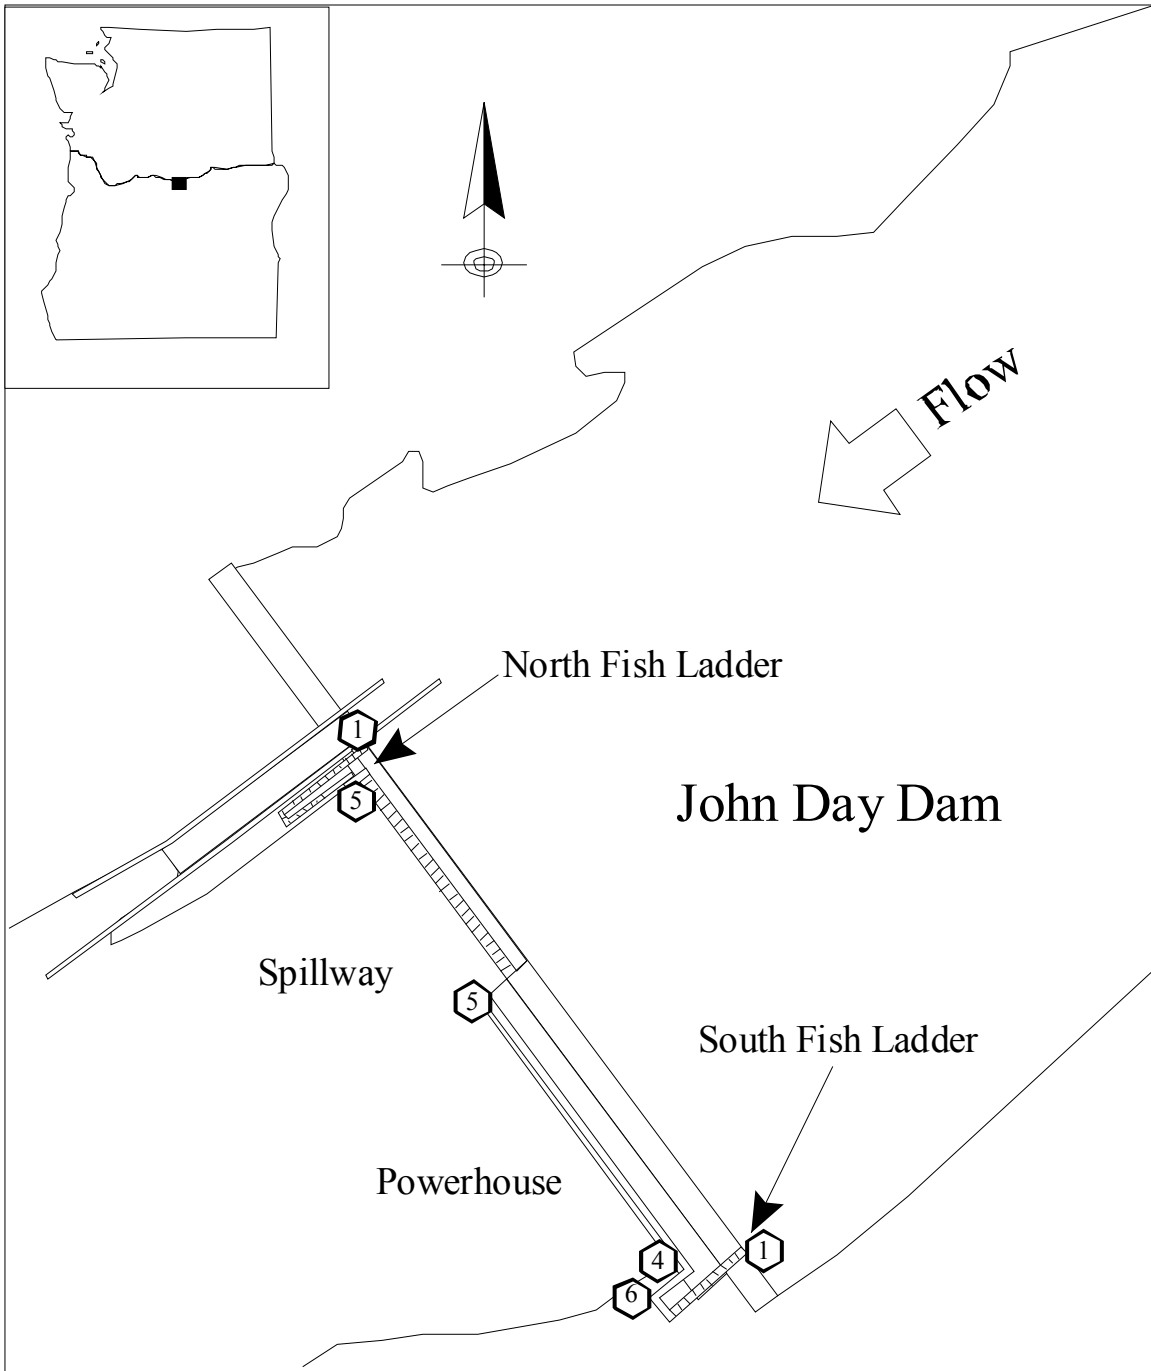 Flow
North Fish Ladder
1
5
John Day Dam
Spillway
5
South Fish Ladder
Powerhouse
1
4
6